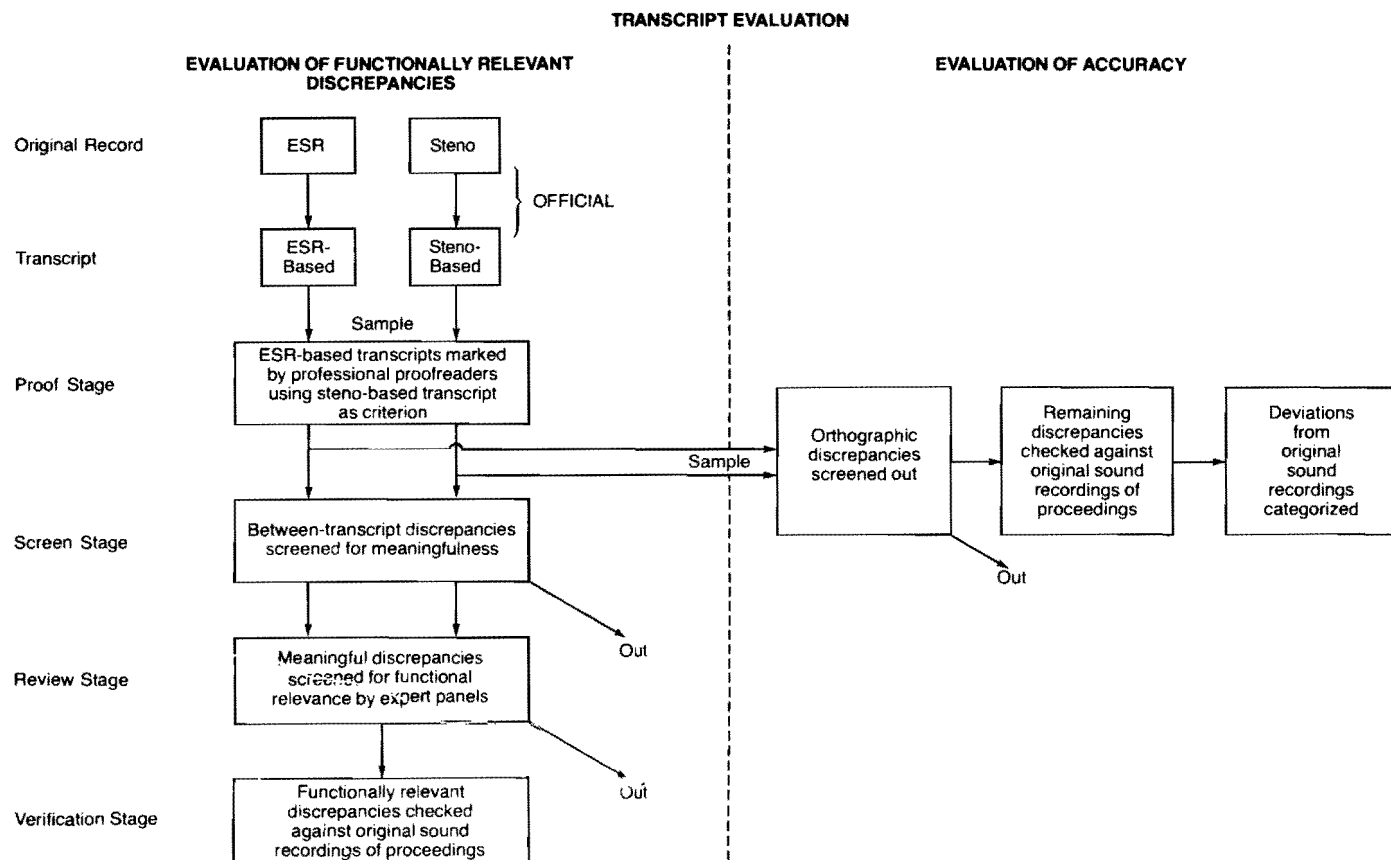 TRANSCRIPT EVALUATION
EVALUATION OF FUNCTIONALLY RELEVANT
DISCREPANCIES
EVALUATION OF ACCURACY
Original Record
ESR
Steno
OFFICIAL
Transcript
ESR-
Based
Steno-
Based
Sample
Proof Stage
ESR-based transcripts marked
by professional proofreaders
using steno-based transcript
as criterion
Sample
Orthographic
discrepancies
screened out
Remaining
discrepancies
checked against
original sound
recordings of
proceedings
Deviations
from
original
sound
recordings
categorized
Out
Screen Stage
Between-transcript discrepancies
screened for meaningfulness
Out
Review Stage
Meaningful discrepancies
screened for functional
relevance by expert panels
Out
Verification Stage
Functionally relevant
discrepancies checked
against original sound
recordings of proceedings